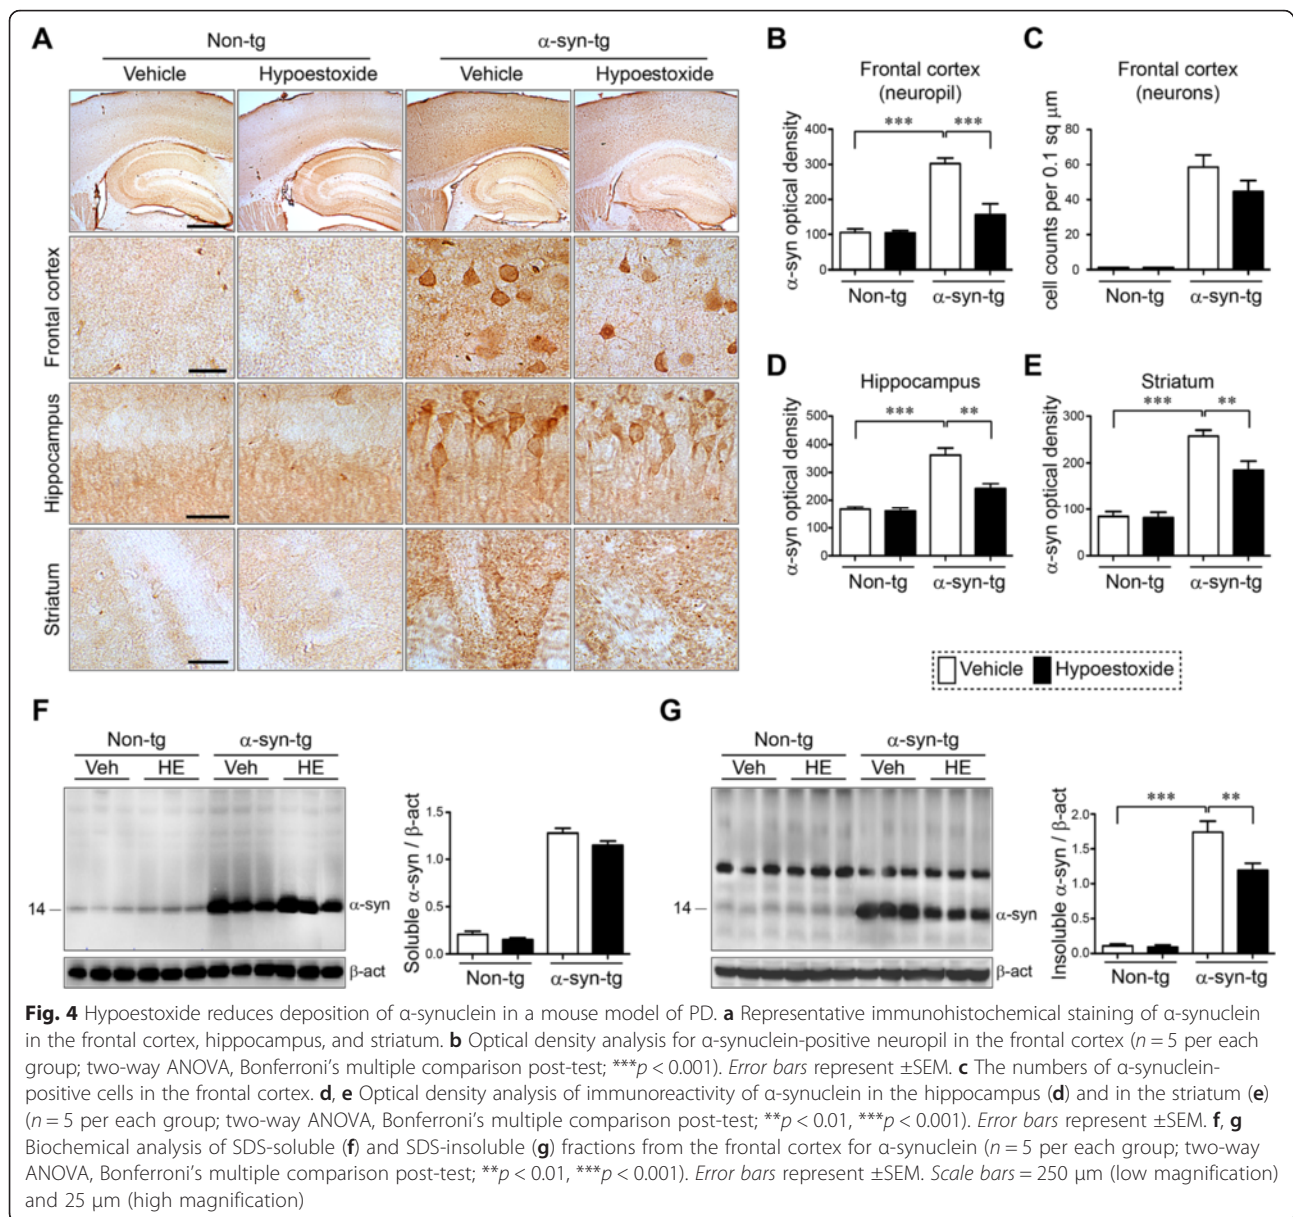 A
Non-tg
α-syn-tg
Vehicle
Hypoestoxide
Vehicle
Hypoestoxide
Frontal cortex
Hippocampus
Striatum
B
Frontal cortex
(neuropil)
α-syn optical density
400
300
200
100
0
***
***
Non-tg
α-syn-tg
C
Frontal cortex
(neurons)
cell counts per 0.1 sq μm
80
60
40
20
0
Non-tg
α-syn-tg
D
Hippocampus
α-syn optical density
500
400
300
200
100
0
***
**
Non-tg
α-syn-tg
E
Striatum
α-syn optical density
300
200
100
0
***
**
Non-tg
α-syn-tg
Vehicle
Hypoestoxide
F
Non-tg
α-syn-tg
Veh
HE
Veh
HE
14
α-syn
β-act
Soluble α-syn / β-act
1.5
1.0
0.5
0.0
Non-tg
α-syn-tg
G
Non-tg
α-syn-tg
Veh
HE
Veh
HE
14
α-syn
β-act
Insoluble α-syn / β-act
2.0
1.5
1.0
0.5
0.0
***
**
Non-tg
α-syn-tg
Fig. 4 Hypoestoxide reduces deposition of α-synuclein in a mouse model of PD. a Representative immunohistochemical staining of α-synuclein
in the frontal cortex, hippocampus, and striatum. b Optical density analysis for α-synuclein-positive neuropil in the frontal cortex (n = 5 per each
group; two-way ANOVA, Bonferroni's multiple comparison post-test; ***p < 0.001). Error bars represent ±SEM. c The numbers of α-synuclein-
positive cells in the frontal cortex. d, e Optical density analysis of immunoreactivity of α-synuclein in the hippocampus (d) and in the striatum (e)
(n = 5 per each group; two-way ANOVA, Bonferroni's multiple comparison post-test; **p < 0.01, ***p < 0.001). Error bars represent ±SEM. f, g
Biochemical analysis of SDS-soluble (f) and SDS-insoluble (g) fractions from the frontal cortex for α-synuclein (n = 5 per each group; two-way
ANOVA, Bonferroni's multiple comparison post-test; **p < 0.01, ***p < 0.001). Error bars represent ±SEM. Scale bars = 250 μm (low magnification)
and 25 μm (high magnification)